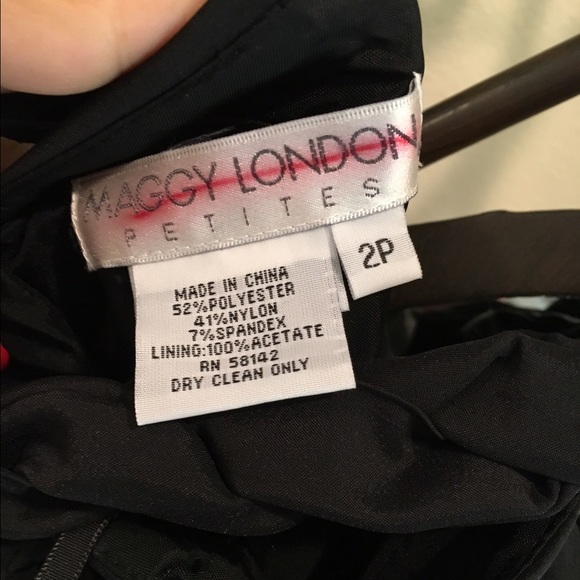 MAGGY LONDON
PETITES
2P
MADE IN CHINA
52%POLYESTER
41%NYLON
7%SPANDEX
LINING:100%ACETATE
RN 58142
DRY CLEAN ONLY